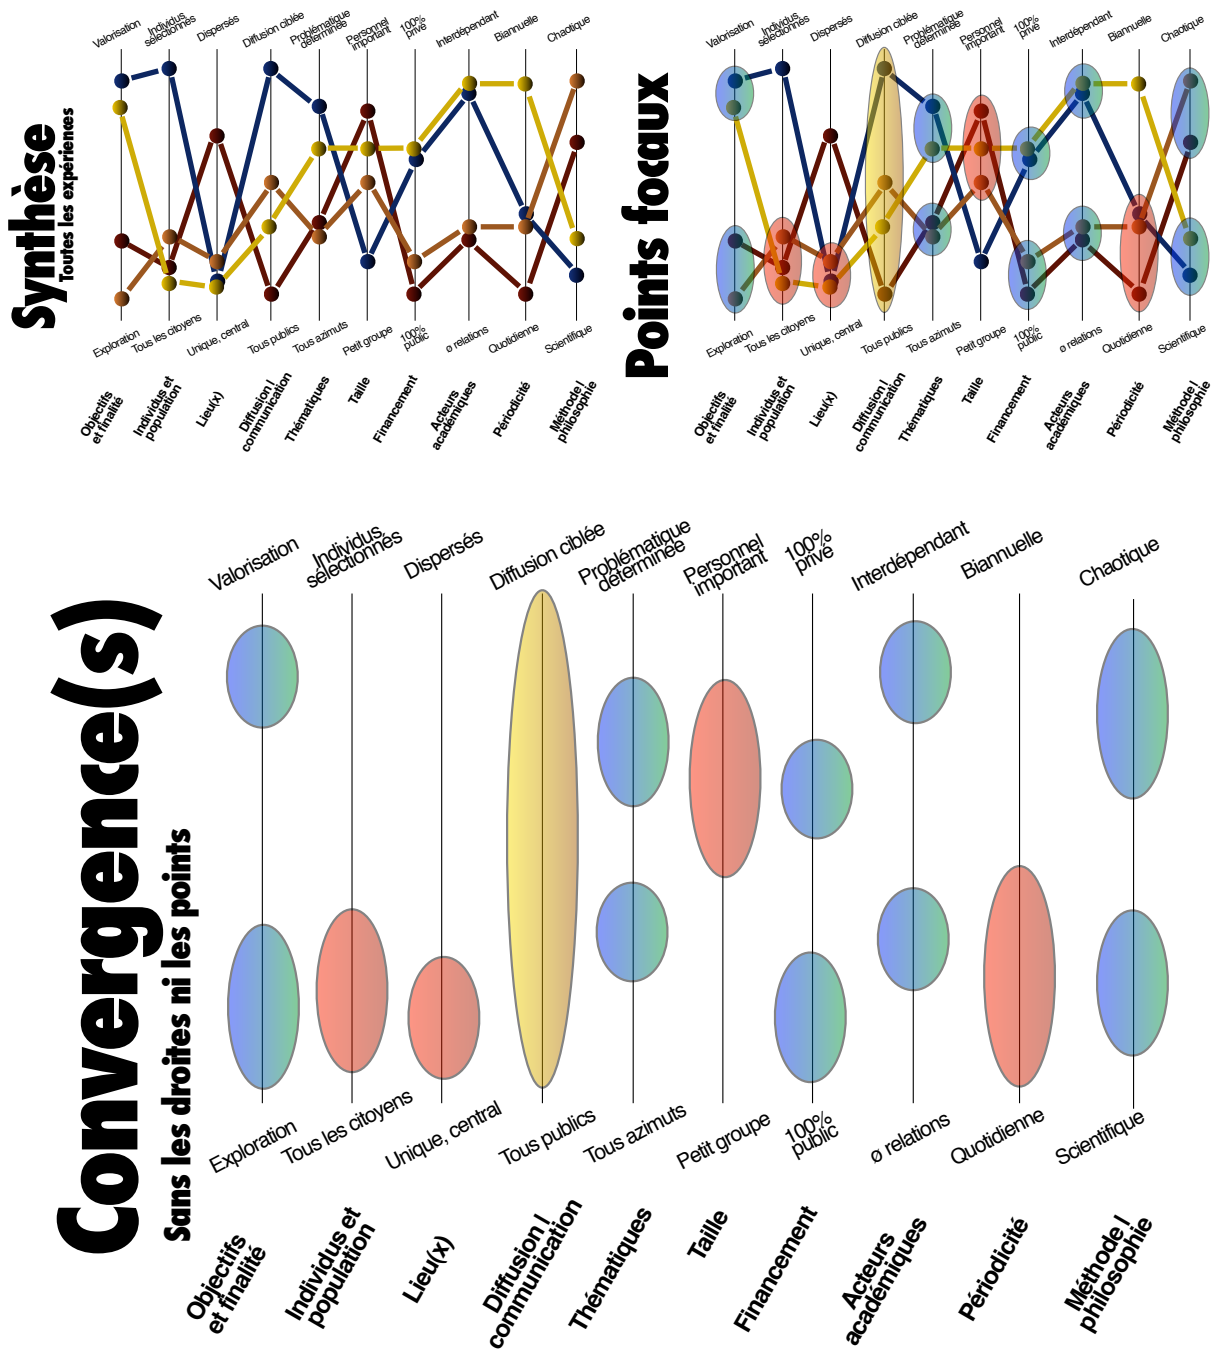 Synthèse
Toutes les expériences
Valorisation
Individus
sélectionnés
Dispersés
Diffusion ciblée
Problématique
déterminée
Personnel
important
100%
privé
Interdépendant
Biannuelle
Chaotique
Exploration
Tous les citoyens
Unique, central
Tous publics
Tous azimuts
Petit groupe
100%
public
ø relations
Quotidienne
Scientifique
Objectifs
et finalité
Individus et
population
Lieu(x)
Diffusion |
communication
Thématiques
Taille
Financement
Acteurs
académiques
Périodicité
Méthode |
philosophie
Points focaux
Valorisation
Individus
sélectionnés
Dispersés
Diffusion ciblée
Problématique
déterminée
Personnel
important
100%
privé
Interdépendant
Biannuelle
Chaotique
Exploration
Tous les citoyens
Unique, central
Tous publics
Tous azimuts
Petit groupe
100%
public
ø relations
Quotidienne
Scientifique
Objectifs
et finalité
Individus et
population
Lieu(x)
Diffusion |
communication
Thématiques
Taille
Financement
Acteurs
académiques
Périodicité
Méthode |
philosophie
Convergence(s)
Sans les droites ni les points
Valorisation
Individus
sélectionnés
Dispersés
Diffusion ciblée
Problématique
déterminée
Personnel
important
100%
privé
Interdépendant
Biannuelle
Chaotique
Exploration
Tous les citoyens
Unique, central
Tous publics
Tous azimuts
Petit groupe
100%
public
ø relations
Quotidienne
Scientifique
Objectifs
et finalité
Individus et
population
Lieu(x)
Diffusion |
communication
Thématiques
Taille
Financement
Acteurs
académiques
Périodicité
Méthode |
philosophie